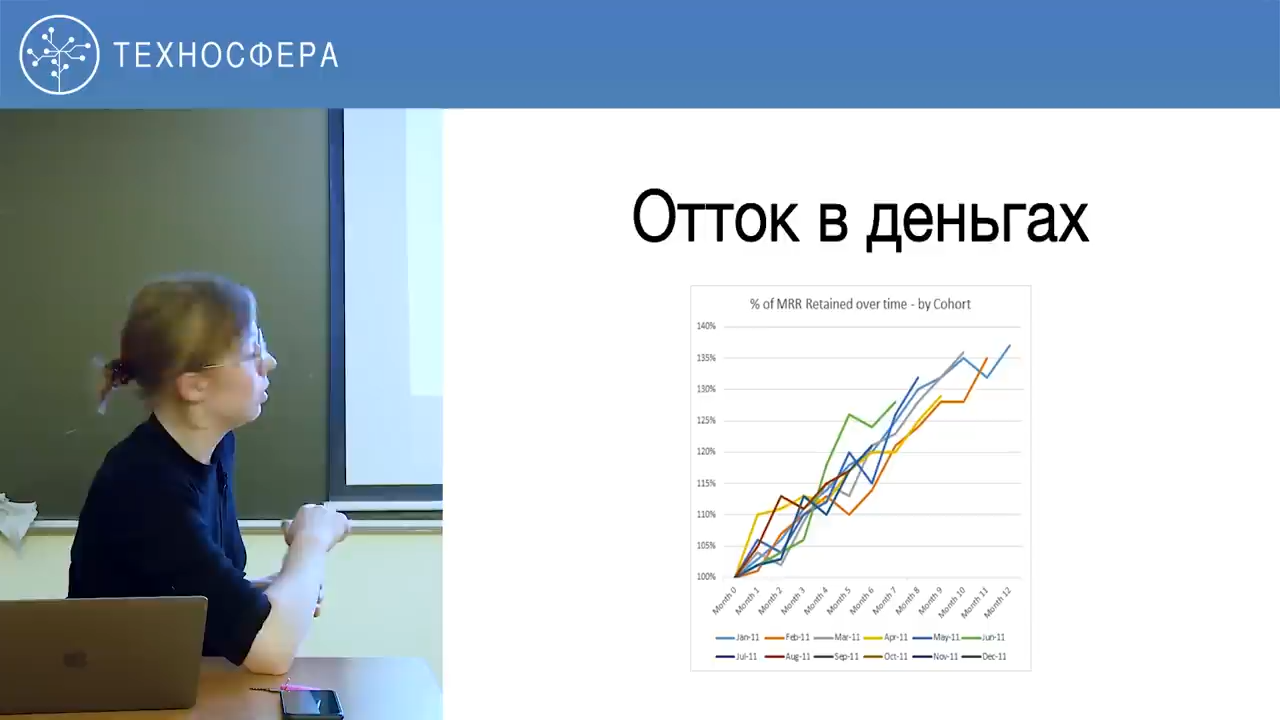 ТЕХНОСФЕРА
Отток в деньгах
% of MRR Retained over time - by Cohort
140%
135%
130%
125%
120%
115%
110%
105%
100%
Month 0
Month 1
Month 2
Month 3
Month 4
Month 5
Month 6
Month 7
Month 8
Month 9
Month 10
Month 11
Month 12
Jan-11 Feb-11 Mar-11 Apr-11 May-11 Jun-11
Jul-11 Aug-11 Sep-11 Oct-11 Nov-11 Dec-11